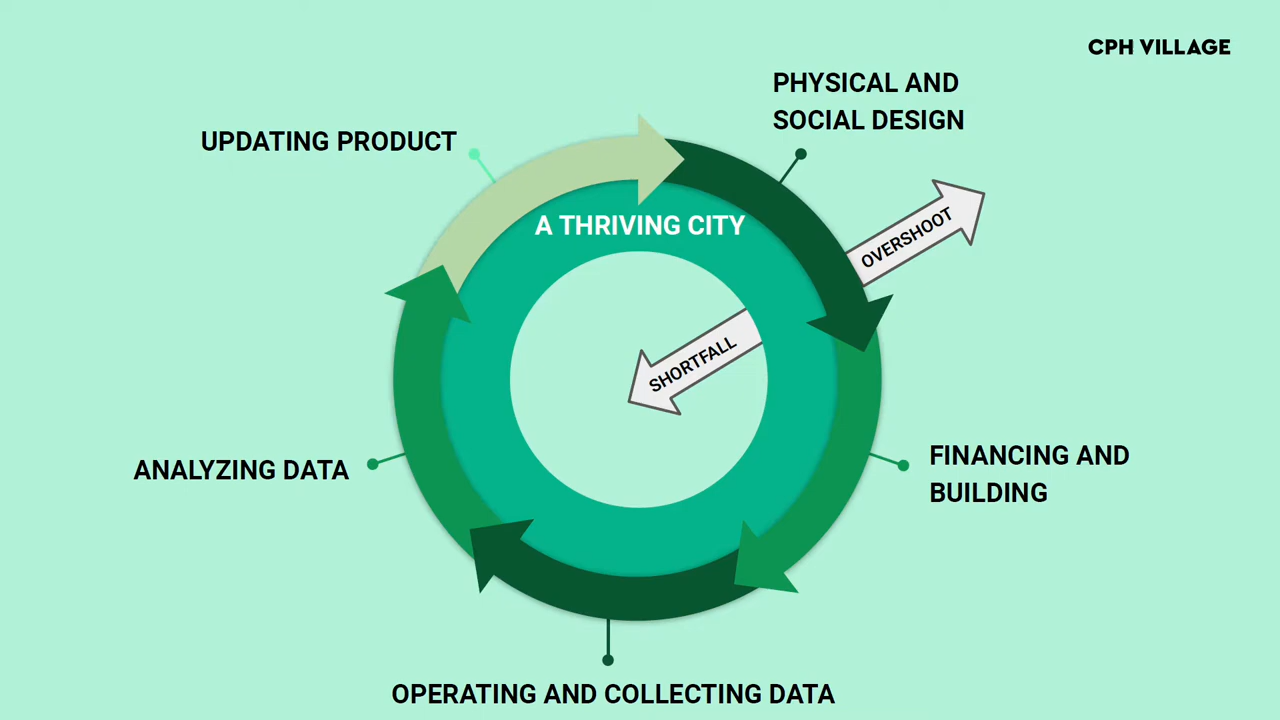 CPH VILLAGE
PHYSICAL AND
SOCIAL DESIGN
UPDATING PRODUCT
A THRIVING CITY
OVERSHOOT
SHORTFALL
ANALYZING DATA
FINANCING AND
BUILDING
OPERATING AND COLLECTING DATA